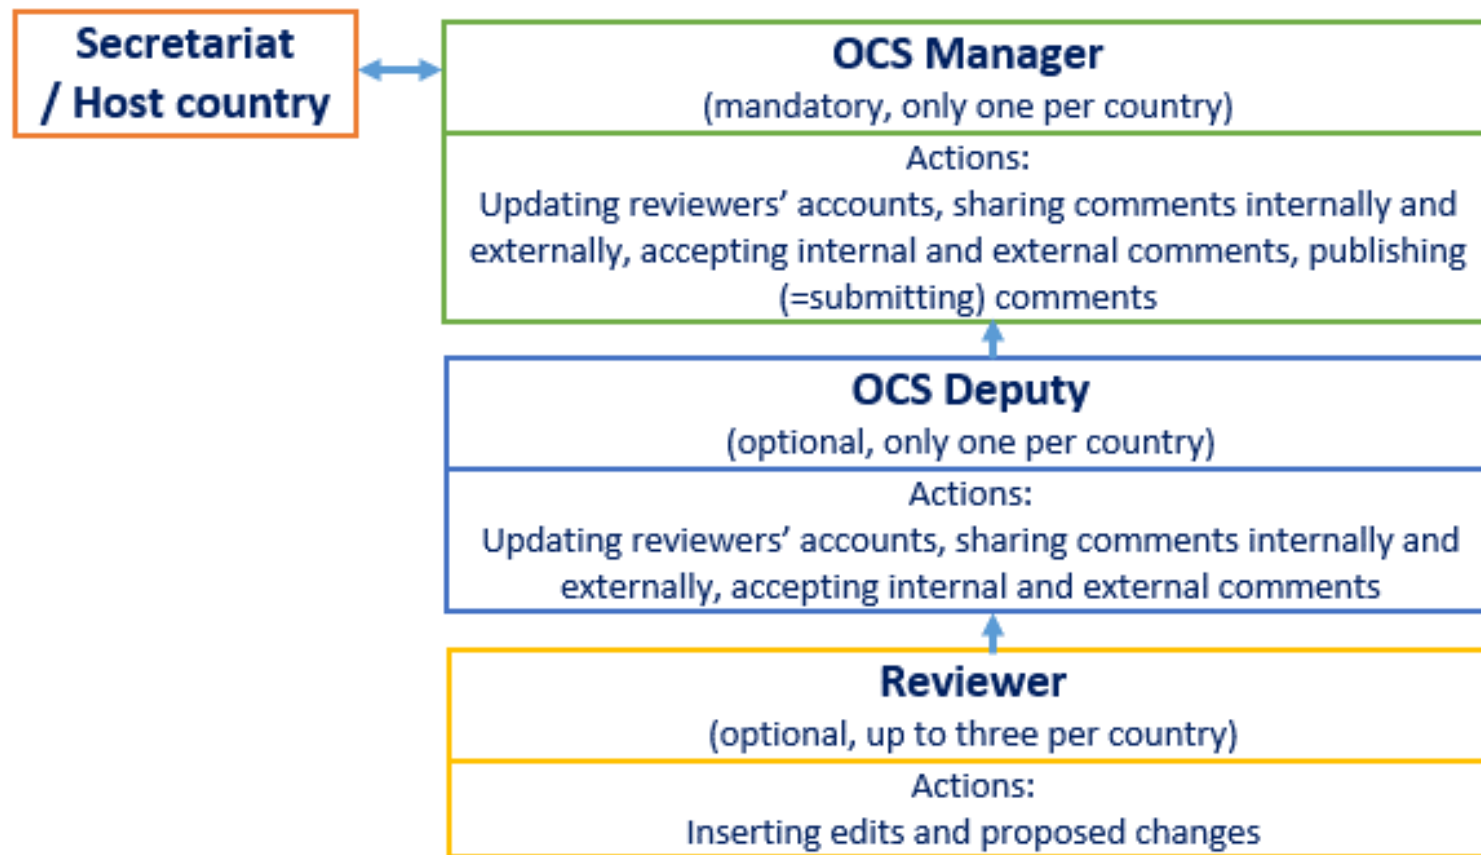 Secretariat
/ Host country
OCS Manager
(mandatory, only one per country)
Actions:
Updating reviewers’ accounts, sharing comments internally and
externally, accepting internal and external comments, publishing
(=submitting) comments
OCS Deputy
(optional, only one per country)
Actions:
Updating reviewers’ accounts, sharing comments internally and
externally, accepting internal and external comments
Reviewer
(optional, up to three per country)
Actions:
Inserting edits and proposed changes